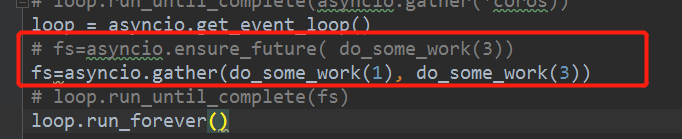 # loop.run_until_complete(asyncio.gather(*coros))
loop = asyncio.get_event_loop()
# fs=asyncio.ensure_future( do_some_work(3))
fs=asyncio.gather(do_some_work(1), do_some_work(3))
# loop.run_until_complete(fs)
loop.run_forever()